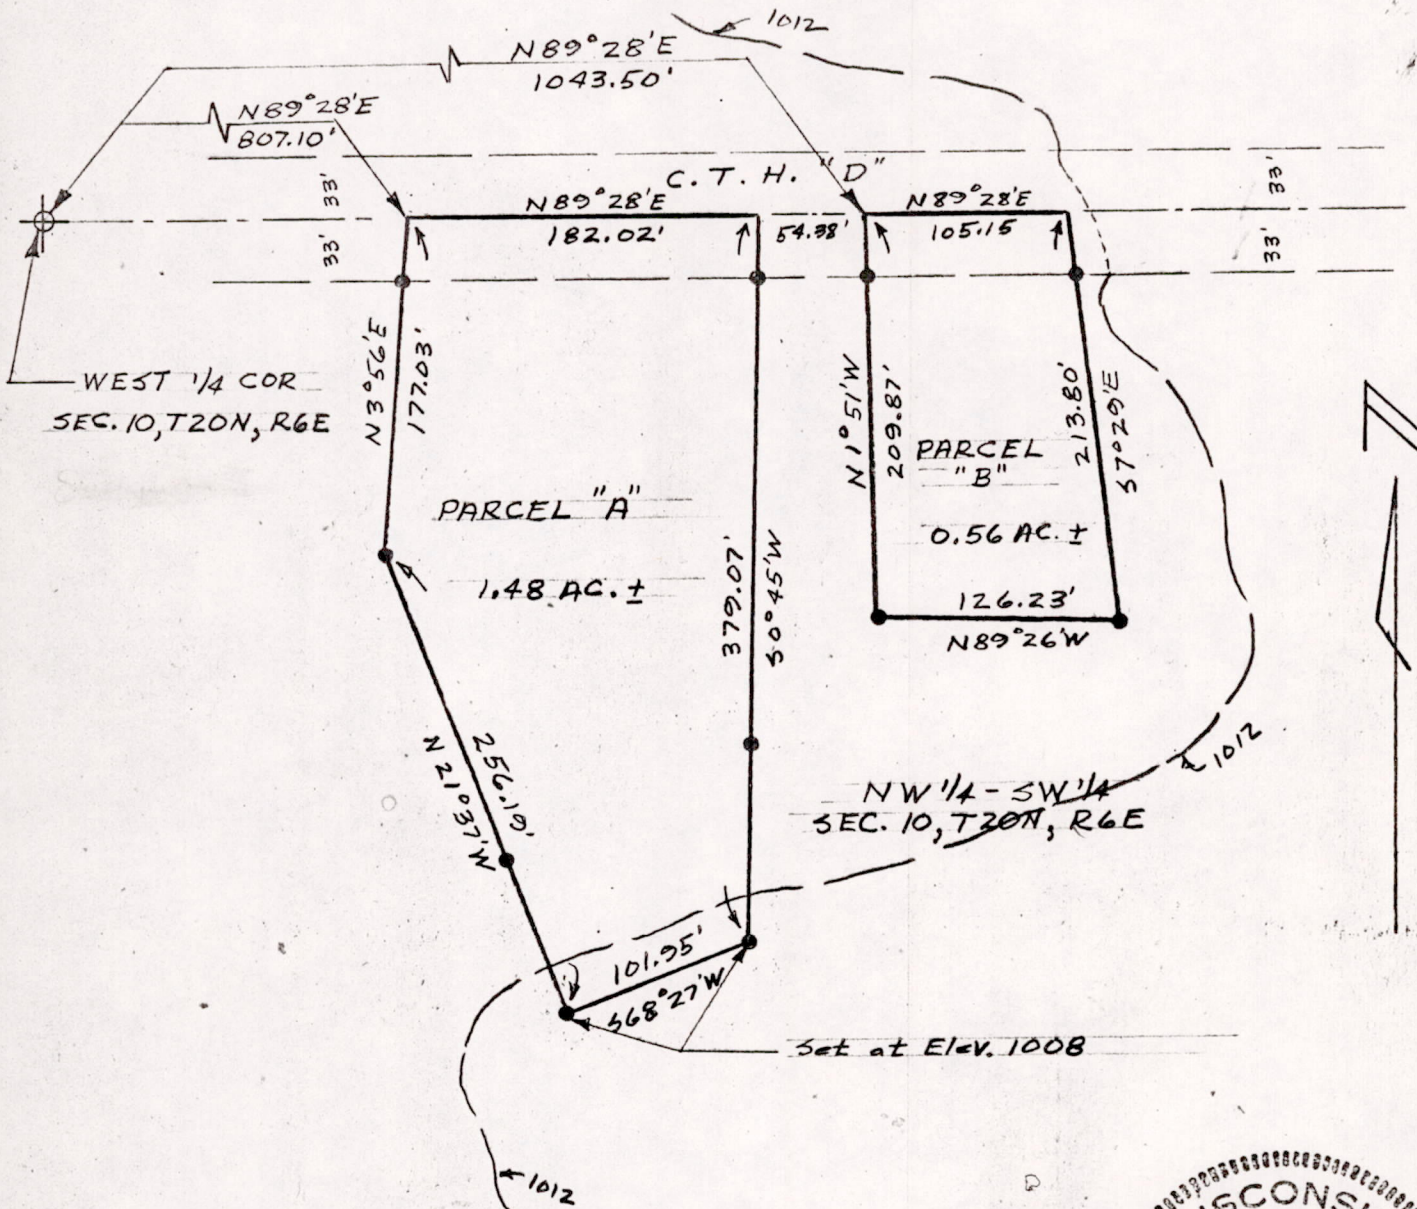 1012
N89°28'E
1043.50'
N89°28'E
807.10'
C. T. H. "D"
33'
33'
33'
33'
N89°28'E
182.02'
54.38'
N89°28'E
105.15
N3°56'E
177.03'
WEST 1/4 COR
SEC. 10, T20N, R6E
PARCEL "A"
1.48 AC. ±
379.07'
S0°45'W
N1°51'W
209.87'
PARCEL
"B"
0.56 AC. ±
213.80'
S7°29'E
126.23'
N89°26'W
256.19'
N21°37'W
NW 1/4 - SW 1/4
SEC. 10, T20N, R6E
1012
101.95'
S68°27'W
Set at Elev. 1008
1012
SCONS